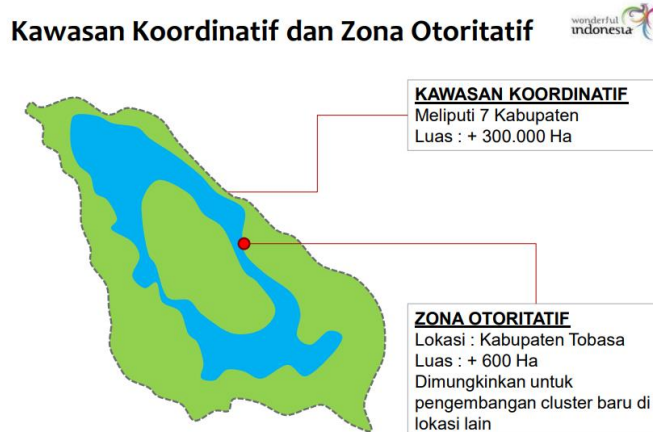 Kawasan Koordinatif dan Zona Otoritatif
wonderful
indonesia
KAWASAN KOORDINATIF
Meliputi 7 Kabupaten
Luas : + 300.000 Ha
ZONA OTORITATIF
Lokasi : Kabupaten Tobasa
Luas : + 600 Ha
Dimungkinkan untuk
pengembangan cluster baru di
lokasi lain